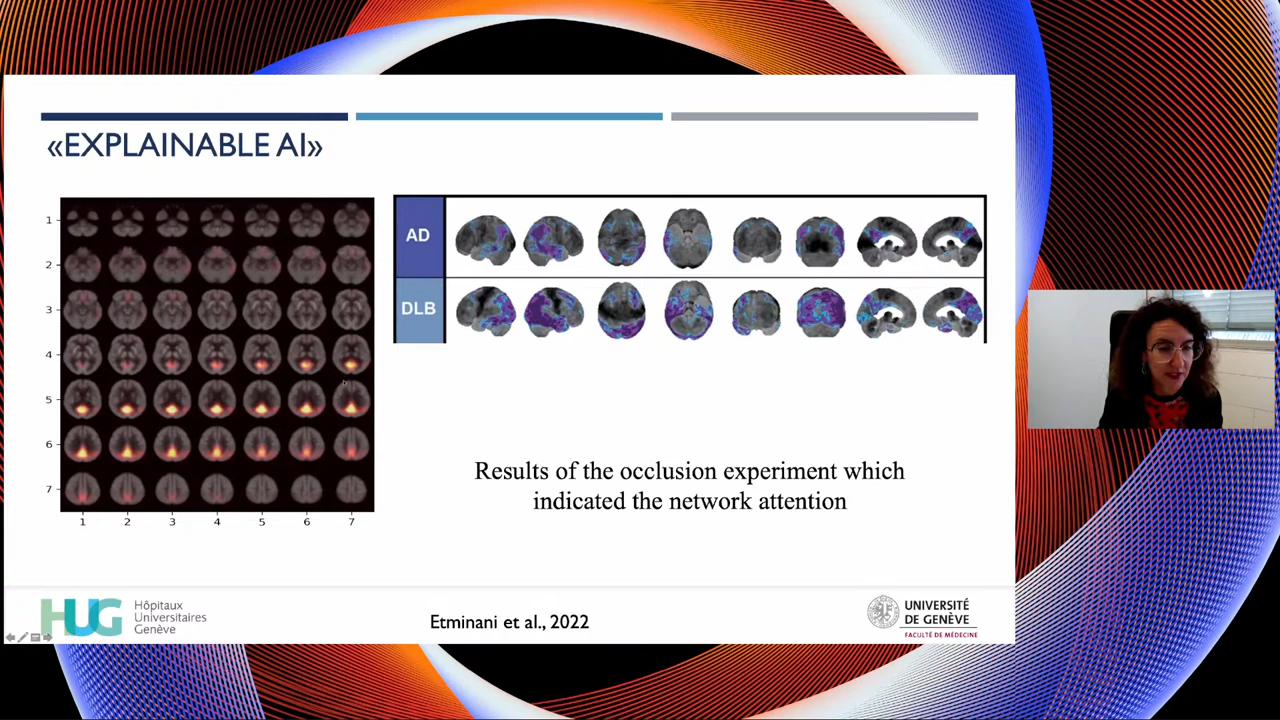 «EXPLAINABLE AI»
1
2
3
4
5
6
7
1 2 3 4 5 6 7
AD
DLB
Results of the occlusion experiment which
indicated the network attention
HUG
Hôpitaux
Universitaires
Genève
Etminani et al., 2022
UNIVERSITÉ
DE GENÈVE
FACULTÉ DE MÉDECINE